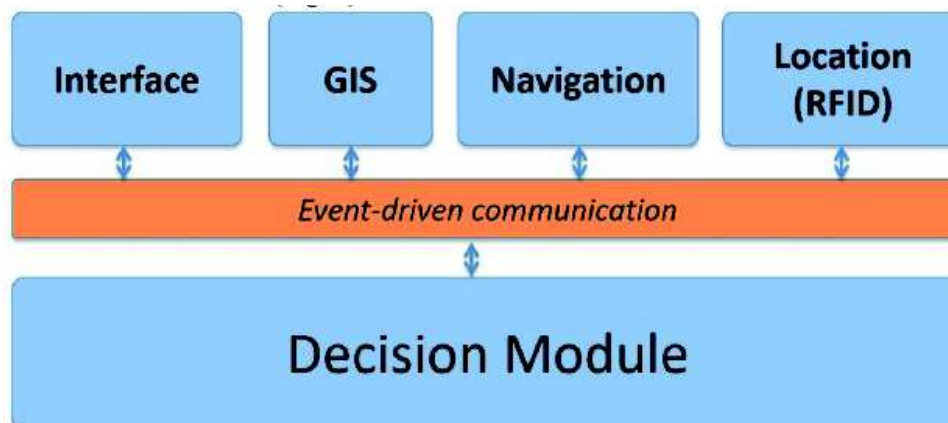 Interface
GIS
Navigation
Location
(RFID)
Event-driven communication
Decision Module